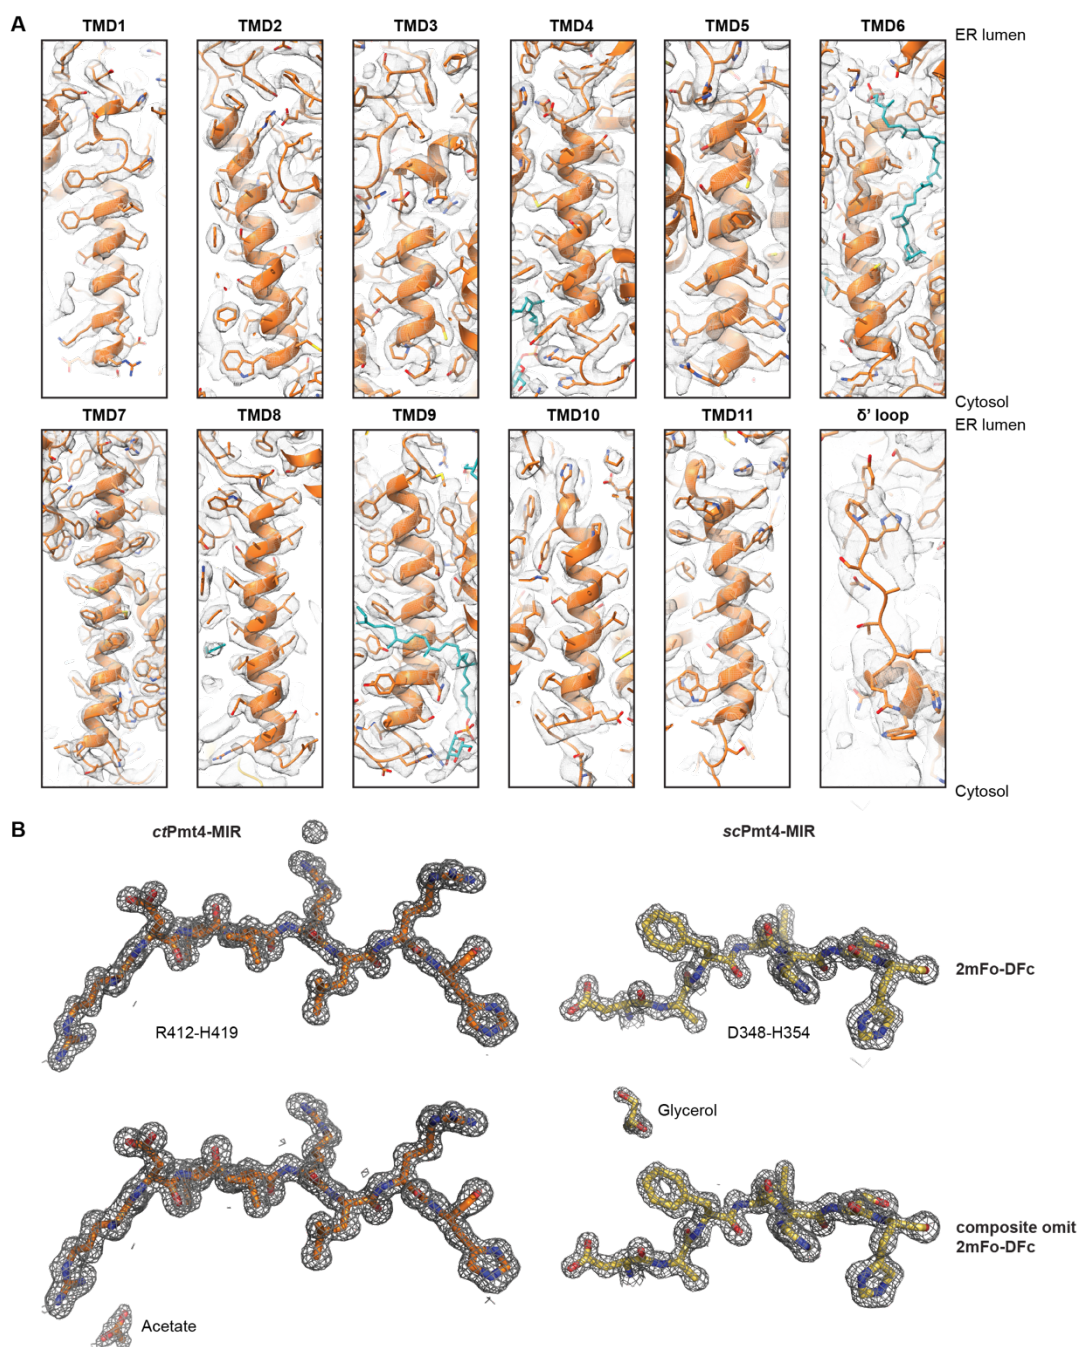 A
TMD1 TMD2 TMD3 TMD4 TMD5 TMD6
ER lumen
Cytosol
TMD7 TMD8 TMD9 TMD10 TMD11 δ' loop
ER lumen
Cytosol
B
ctPmt4-MIR scPmt4-MIR
2mFo-DFc
R412-H419 D348-H354
Glycerol
composite omit
2mFo-DFc
Acetate